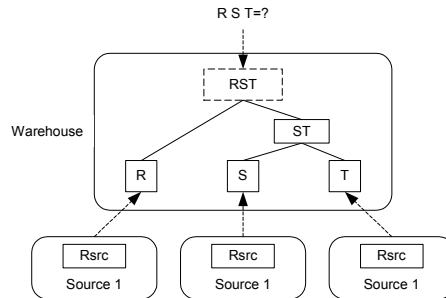 R S T=?
RST
Warehouse
ST
R
S
T
Rsrc
Rsrc
Rsrc
Source 1
Source 1
Source 1